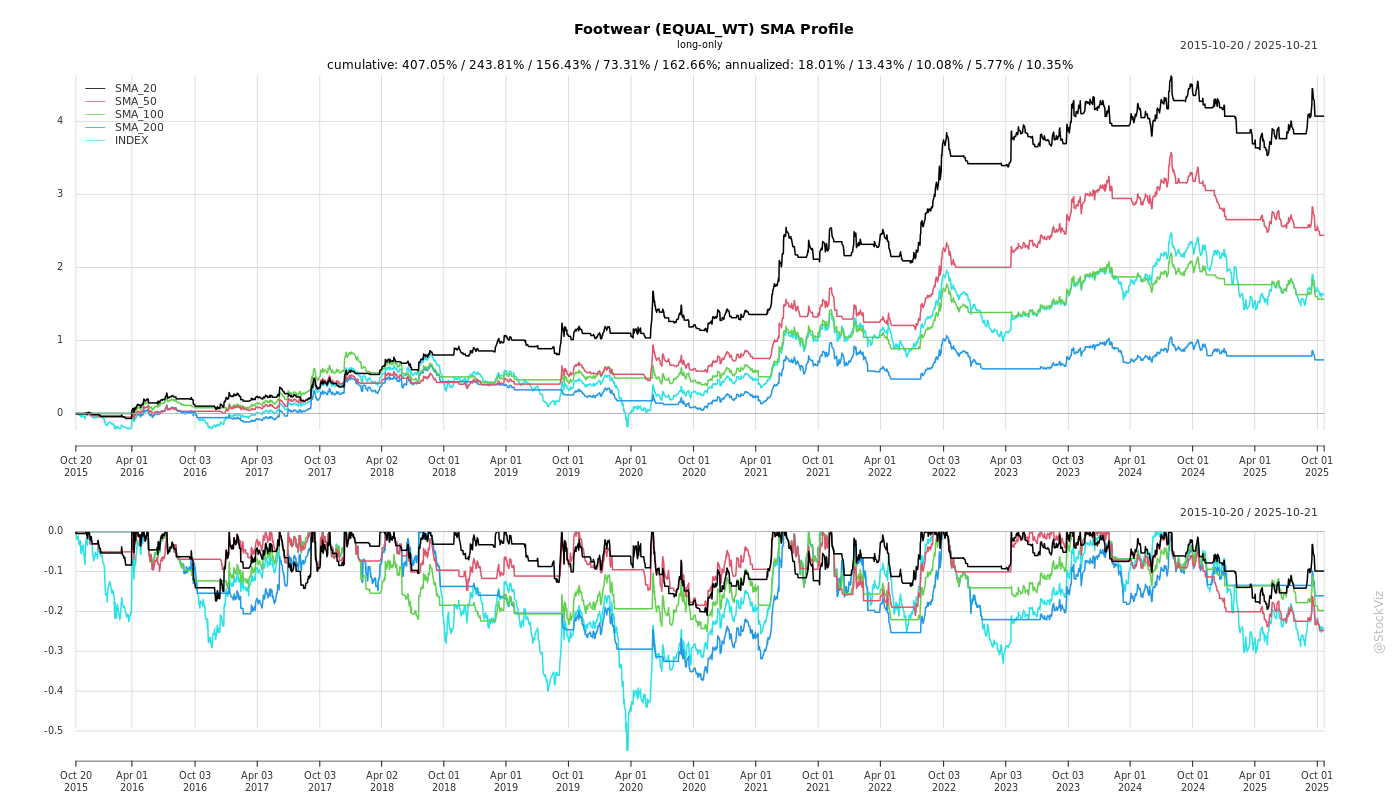 Footwear (EQUAL_WT) SMA Profile
long-only
2015-10-20 / 2025-10-21
cumulative: 407.05% / 243.81% / 156.43% / 73.31% / 162.66%; annualized: 18.01% / 13.43% / 10.08% / 5.77% / 10.35%
SMA_20
SMA_50
SMA_100
SMA_200
INDEX
4
3
2
1
0
Oct 20 Apr 01 Oct 03 Apr 03 Oct 03 Apr 02 Oct 01 Apr 01 Oct 01 Apr 01 Oct 01 Apr 01 Oct 01 Apr 01 Oct 03 Apr 03 Oct 03 Apr 01 Oct 01 Apr 01 Oct 01
2015 2016 2016 2017 2017 2018 2018 2019 2019 2020 2020 2021 2021 2022 2022 2023 2023 2024 2024 2025 2025
2015-10-20 / 2025-10-21
0.0
-0.1
-0.2
-0.3
-0.4
-0.5
Oct 20 Apr 01 Oct 03 Apr 03 Oct 03 Apr 02 Oct 01 Apr 01 Oct 01 Apr 01 Oct 01 Apr 01 Oct 01 Apr 01 Oct 03 Apr 03 Oct 03 Apr 01 Oct 01 Apr 01 Oct 01
2015 2016 2016 2017 2017 2018 2018 2019 2019 2020 2020 2021 2021 2022 2022 2023 2023 2024 2024 2025 2025
@StockViz